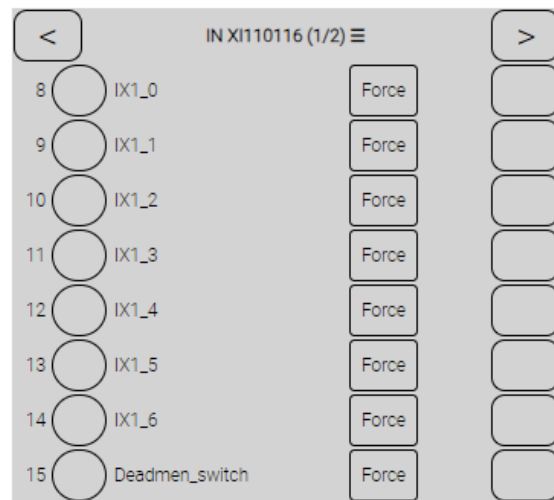 < IN XI110116 (1/2) ☰ >
8 IX1_0 Force
9 IX1_1 Force
10 IX1_2 Force
11 IX1_3 Force
12 IX1_4 Force
13 IX1_5 Force
14 IX1_6 Force
15 Deadmen_switch Force